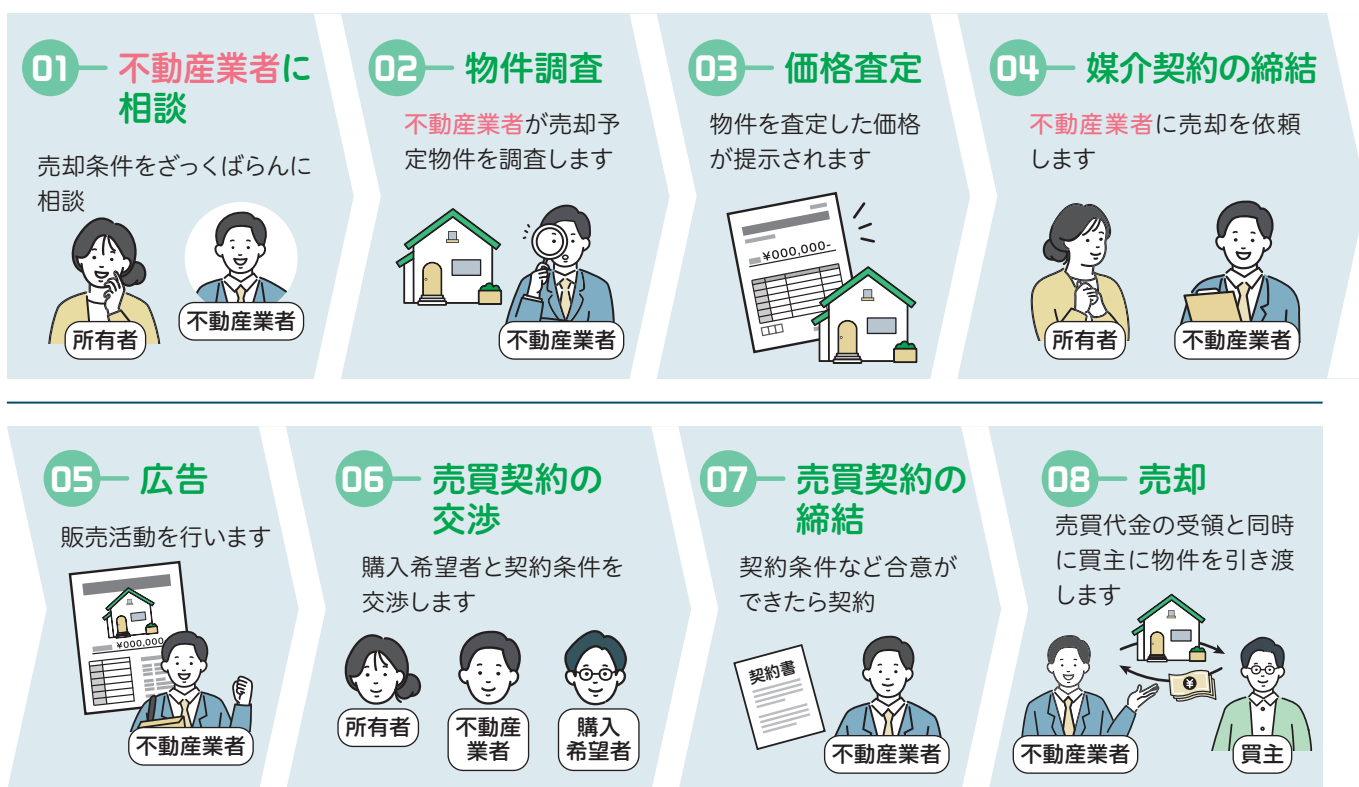 01 不動産業者に
相談
売却条件をざっくばらんに
相談
所有者
不動産業者
02 物件調査
不動産業者が売却予
定物件を調査します
不動産業者
03 価格査定
物件を査定した価格
が提示されます
¥000,000-
04 媒介契約の締結
不動産業者に売却を依頼
します
所有者
不動産業者
05 広告
販売活動を行います
¥000,000
不動産業者
06 売買契約の
交渉
購入希望者と契約条件を
交渉します
所有者
不動産
業者
購入
希望者
07 売買契約の
締結
契約条件など合意が
できたら契約
契約書
不動産業者
08 売却
売買代金の受領と同時
に買主に物件を引き渡
します
¥
不動産業者
買主